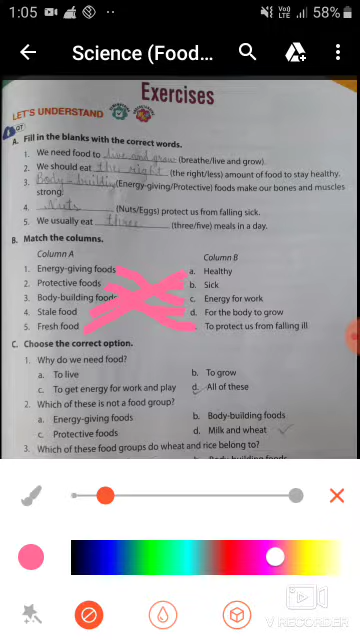 1:05 VoLTE 58%
Science (Food...
Exercises
LET'S UNDERSTAND
A. Fill in the blanks with the correct words.
1. We need food to live and grow (breathe/live and grow).
2. We should eat the right (the right/less) amount of food to stay healthy.
3. Body-building (Energy-giving/Protective) foods make our bones and muscles
strong.
4. Nuts (Nuts/Eggs) protect us from falling sick.
5. We usually eat three (three/five) meals in a day.
B. Match the columns.
Column A Column B
1. Energy-giving foods a. Healthy
2. Protective foods b. Sick
3. Body-building foods c. Energy for work
4. Stale food d. For the body to grow
5. Fresh food To protect us from falling ill
C. Choose the correct option.
1. Why do we need food?
a. To live b. To grow
c. To get energy for work and play d. All of these
2. Which of these is not a food group?
a. Energy-giving foods b. Body-building foods
c. Protective foods d. Milk and wheat
3. Which of these food groups do wheat and rice belong to?
V RECORDER